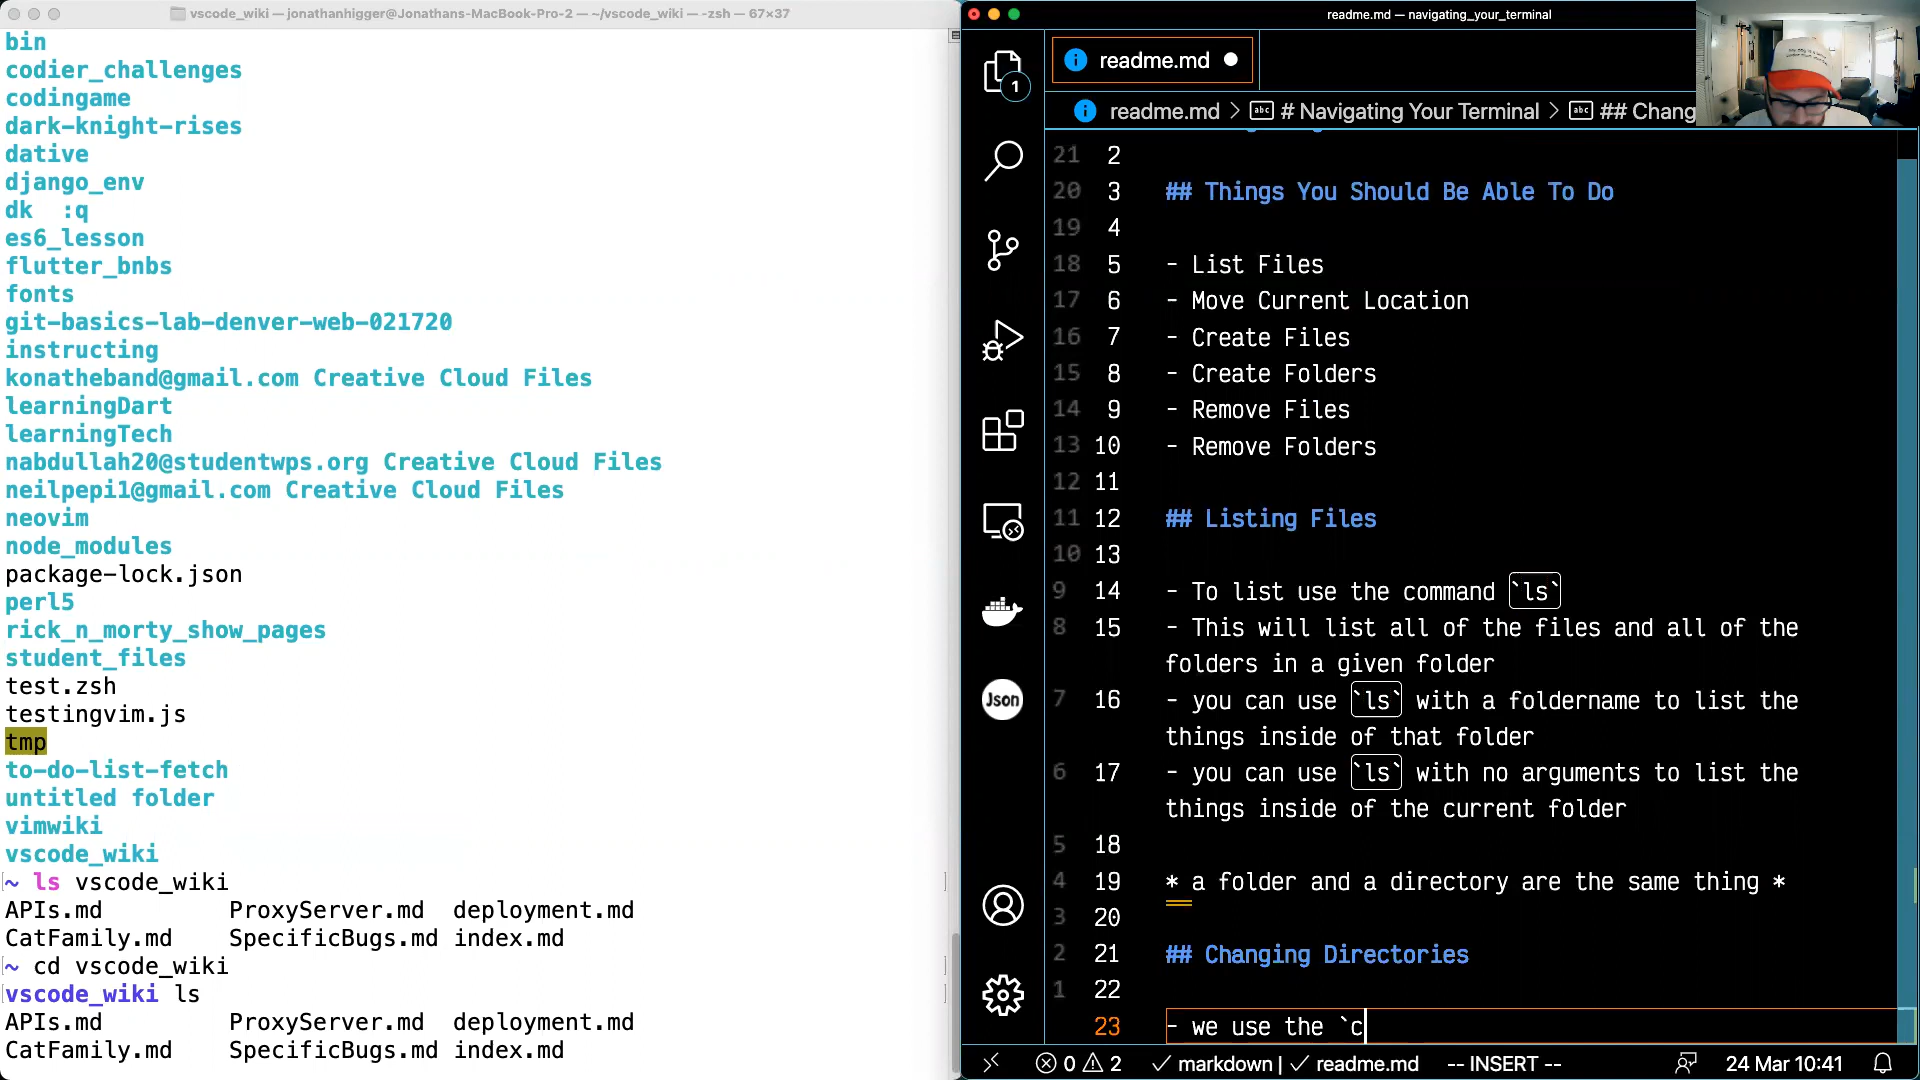 vscode_wiki — jonathanhigger@Jonathans-MacBook-Pro-2 — ~/vscode_wiki — -zsh — 67×37
bin
codier_challenges
codingame
dark-knight-rises
dative
django_env
dk  :q
es6_lesson
flutter_bnbs
fonts
git-basics-lab-denver-web-021720
instructing
konatheband@gmail.com Creative Cloud Files
learningDart
learningTech
nabdullah20@studentwps.org Creative Cloud Files
neilpepi1@gmail.com Creative Cloud Files
neovim
node_modules
package-lock.json
perl5
rick_n_morty_show_pages
student_files
test.zsh
testingvim.js
tmp
to-do-list-fetch
untitled folder
vimwiki
vscode_wiki
~ ls vscode_wiki
APIs.md ProxyServer.md deployment.md
CatFamily.md SpecificBugs.md index.md
~ cd vscode_wiki
vscode_wiki ls
APIs.md ProxyServer.md deployment.md
CatFamily.md SpecificBugs.md index.md
readme.md — navigating_your_terminal
1
readme.md
readme.md > # Navigating Your Terminal > ## Chang
21 2
20 3 ## Things You Should Be Able To Do
19 4
18 5 - List Files
17 6 - Move Current Location
16 7 - Create Files
15 8 - Create Folders
14 9 - Remove Files
13 10 - Remove Folders
12 11
11 12 ## Listing Files
10 13
9 14 - To list use the command `ls`
8 15 - This will list all of the files and all of the
folders in a given folder
7 16 - you can use `ls` with a foldername to list the
things inside of that folder
6 17 - you can use `ls` with no arguments to list the
things inside of the current folder
5 18
4 19 * a folder and a directory are the same thing *
3 20
2 21 ## Changing Directories
1 22
23 - we use the `c
Json
0 2 markdown | readme.md -- INSERT -- 24 Mar 10:41